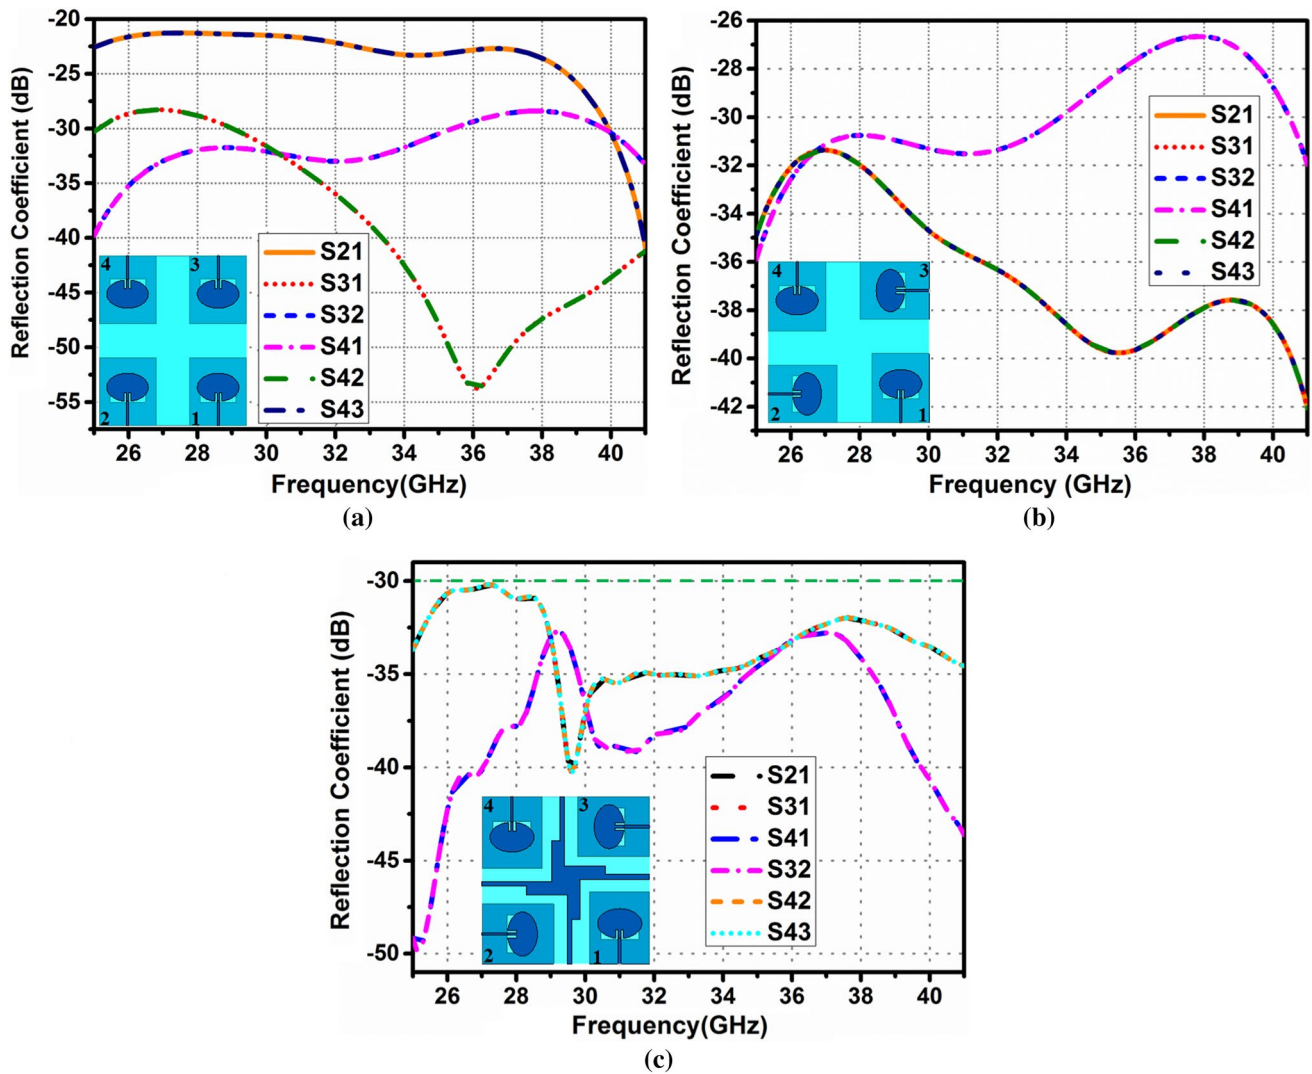 Reflection Coefficient (dB)
-20
-25
-30
-35
-40
-45
-50
-55
4
3
2
1
S21
S31
S32
S41
S42
S43
26 28 30 32 34 36 38 40
Frequency(GHz)
(a)
Reflection Coefficient (dB)
-26
-28
-30
-32
-34
-36
-38
-40
-42
S21
S31
S32
S41
S42
S43
4
3
2
1
26 28 30 32 34 36 38 40
Frequency (GHz)
(b)
Reflection Coefficient (dB)
-30
-35
-40
-45
-50
4
3
2
1
S21
S31
S41
S32
S42
S43
26 28 30 32 34 36 38 40
Frequency(GHz)
(c)